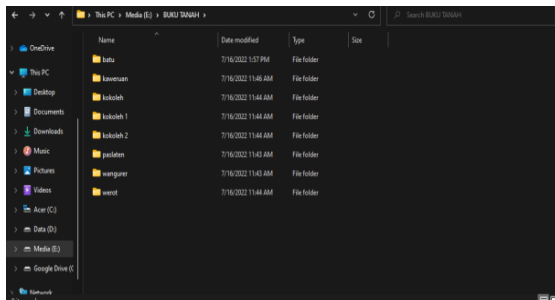 This PC > Media (E:) > BUKU TANAH >
Search BUKU TANAH
Name Date modified Type Size
OneDrive
This PC
Desktop
Documents
Downloads
Music
Pictures
Videos
Acer (C:)
Data (D:)
Media (E:)
Google Drive (G
Network
batu 7/16/2022 1:57 PM File folder
kaweruan 7/16/2022 11:46 AM File folder
kokoleh 7/16/2022 11:44 AM File folder
kokoleh 1 7/16/2022 11:44 AM File folder
kokoleh 2 7/16/2022 11:44 AM File folder
paslaten 7/16/2022 11:43 AM File folder
wangurer 7/16/2022 11:43 AM File folder
werot 7/16/2022 11:44 AM File folder